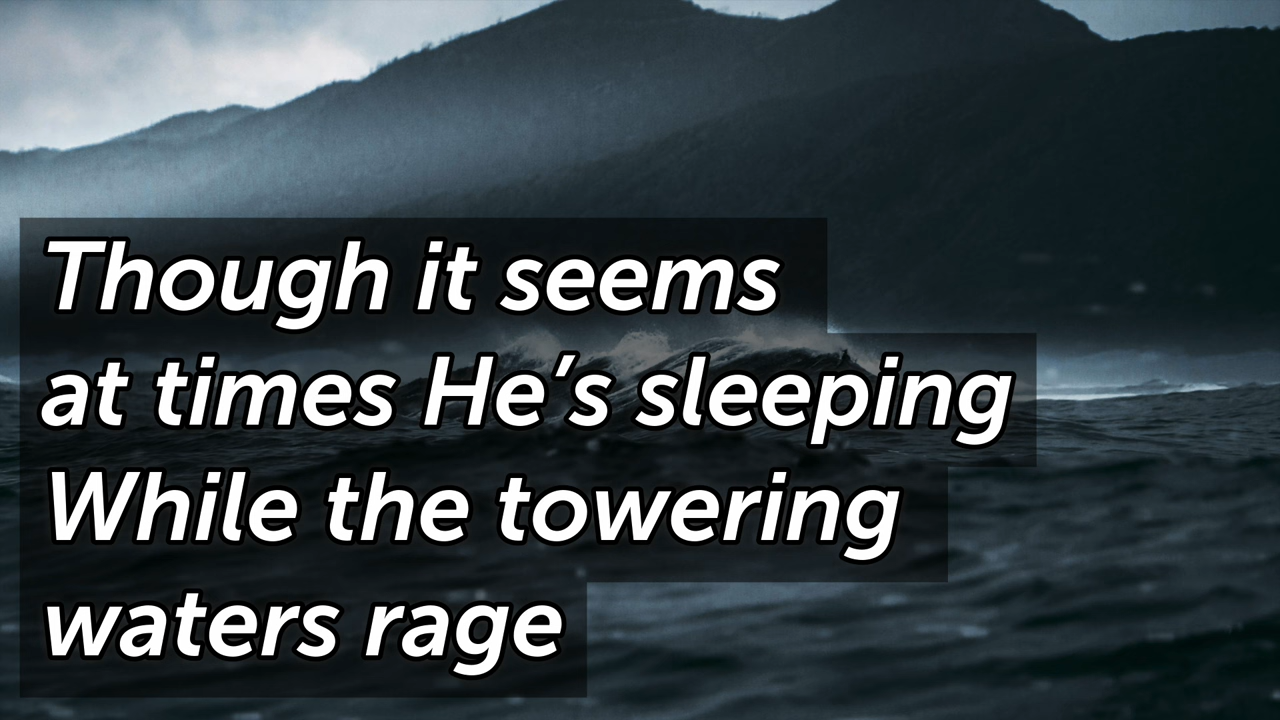 Though it seems
at times He’s sleeping
While the towering
waters rage